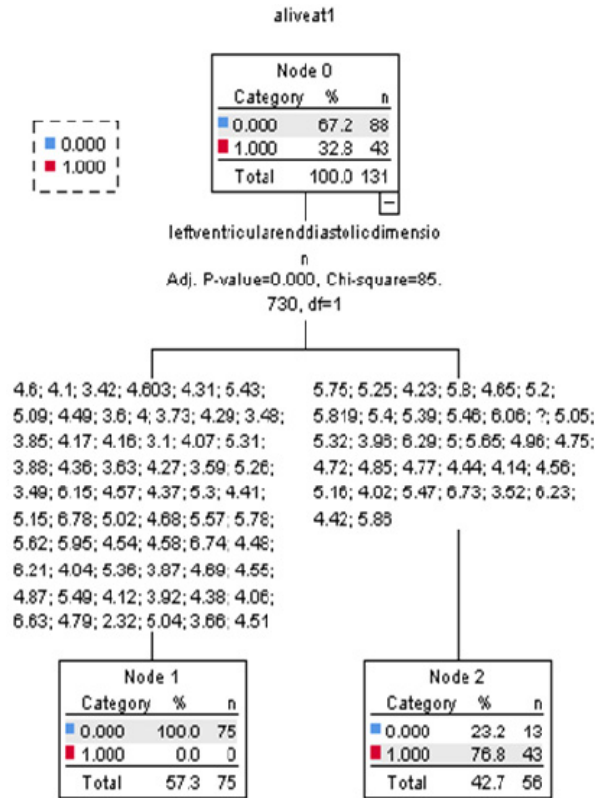 aliveat1
Node 0
Category % n
0.000 67.2 88
1.000 32.8 43
Total 100.0 131
0.000
1.000
leftventricularenddiastolicdimensio
n
Adj. P-value=0.000, Chi-square=85.
730, df=1
4.6; 4.1; 3.42; 4.603; 4.31; 5.43;
5.09; 4.49; 3.6; 4; 3.73; 4.29; 3.48;
3.85; 4.17; 4.16; 3.1; 4.07; 5.31;
3.88; 4.36; 3.63; 4.27; 3.59; 5.26;
3.49; 6.15; 4.57; 4.37; 5.3; 4.41;
5.15; 6.78; 5.02; 4.68; 5.57; 5.78;
5.62; 5.95; 4.54; 4.58; 6.74; 4.48;
6.21; 4.04; 5.36; 3.87; 4.69; 4.55;
4.87; 5.49; 4.12; 3.92; 4.38; 4.06;
6.63; 4.79; 2.32; 5.04; 3.66; 4.51
5.75; 5.25; 4.23; 5.8; 4.65; 5.2;
5.819; 5.4; 5.39; 5.46; 6.06; ?; 5.05;
5.32; 3.96; 6.29; 5; 5.65; 4.96; 4.75;
4.72; 4.85; 4.77; 4.44; 4.14; 4.56;
5.16; 4.02; 5.47; 6.73; 3.52; 6.23;
4.42; 5.86
Node 1
Category % n
0.000 100.0 75
1.000 0.0 0
Total 57.3 75
Node 2
Category % n
0.000 23.2 13
1.000 76.8 43
Total 42.7 56